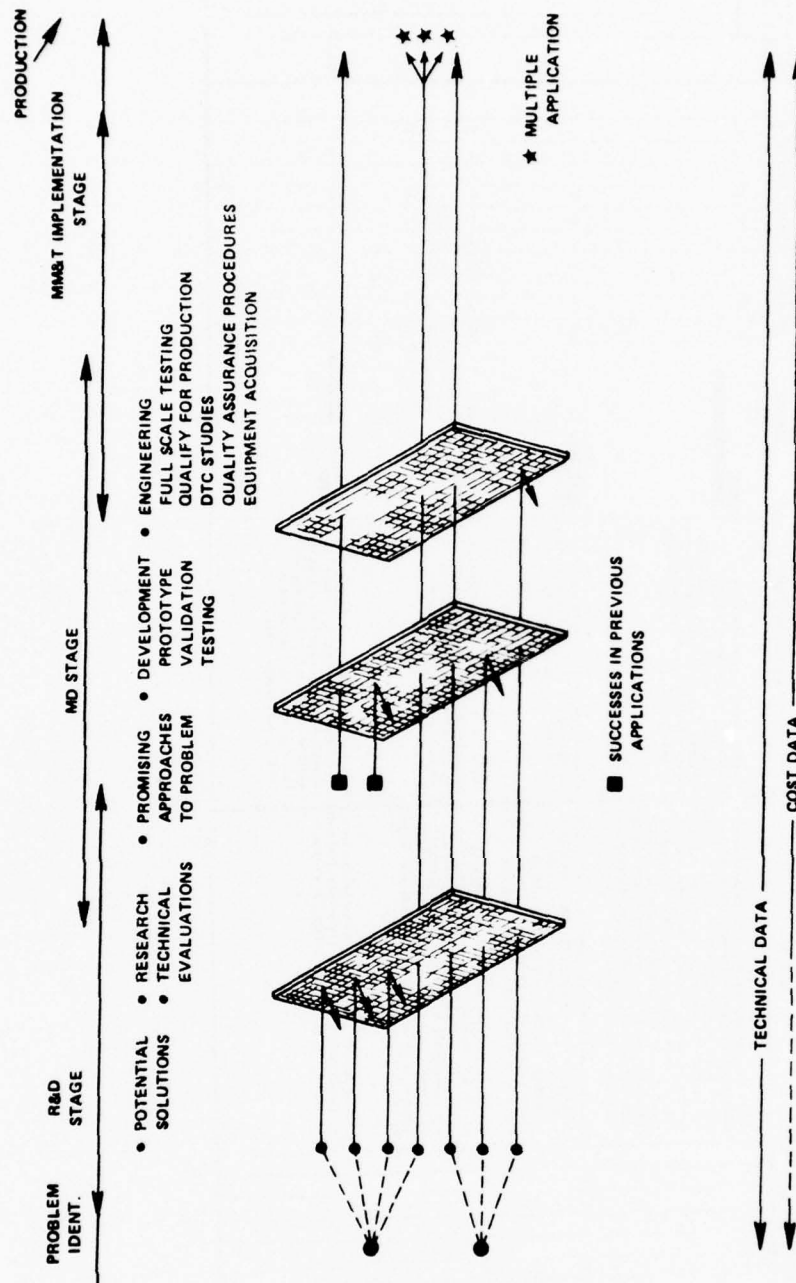 PROBLEM
IDENT.
R&D
STAGE
MD STAGE
MM&T IMPLEMENTATION
STAGE
PRODUCTION
• POTENTIAL
SOLUTIONS
• RESEARCH
• TECHNICAL
EVALUATIONS
• PROMISING
APPROACHES
TO PROBLEM
• DEVELOPMENT
PROTOTYPE
VALIDATION
TESTING
• ENGINEERING
FULL SCALE TESTING
QUALIFY FOR PRODUCTION
DTC STUDIES
QUALITY ASSURANCE PROCEDURES
EQUIPMENT ACQUISITION
■ SUCCESSES IN PREVIOUS
APPLICATIONS
★ MULTIPLE
APPLICATION
TECHNICAL DATA
COST DATA